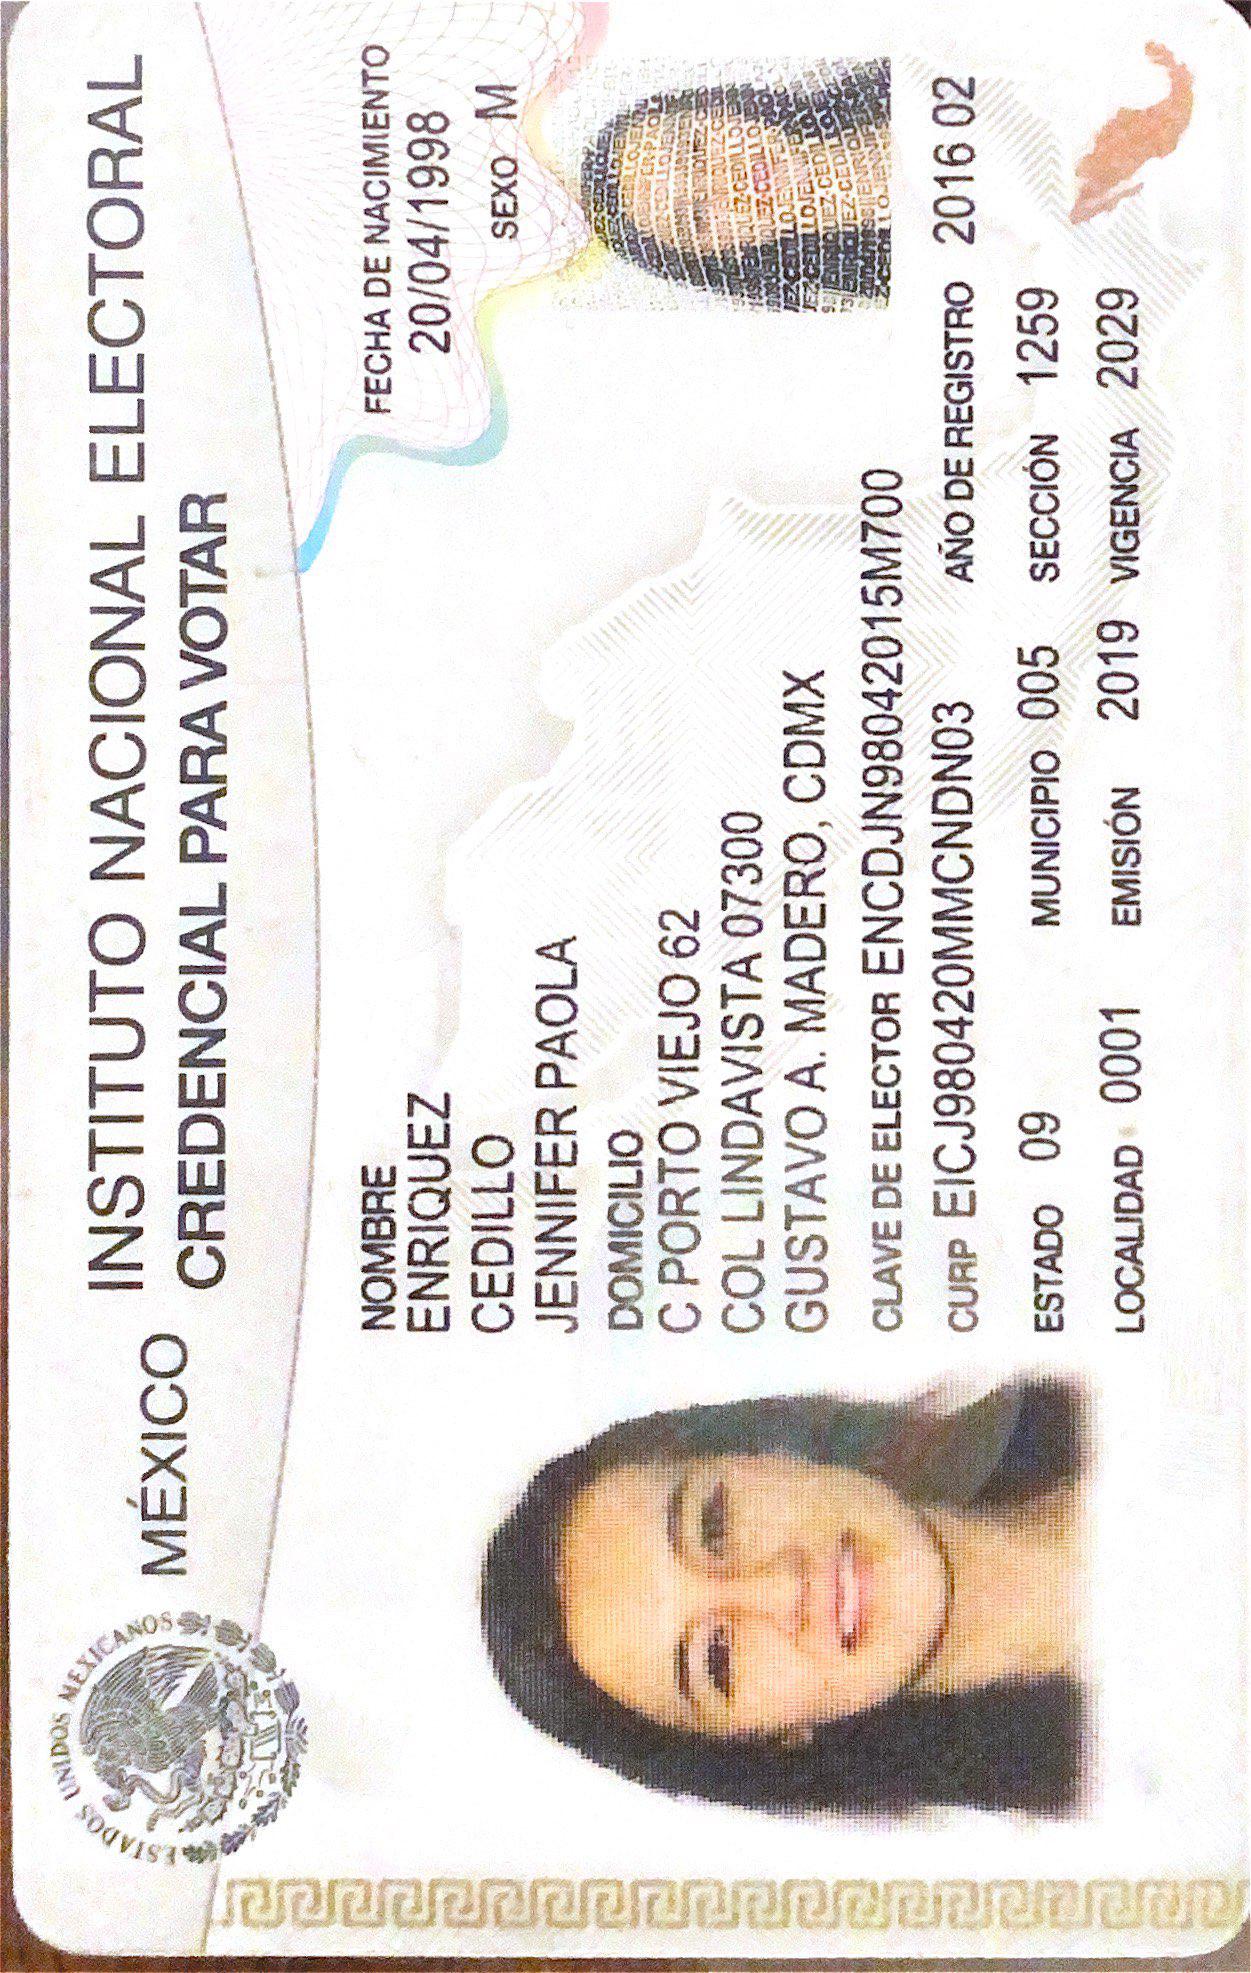 ESTADOS UNIDOS MEXICANOS
MÉXICO INSTITUTO NACIONAL ELECTORAL
CREDENCIAL PARA VOTAR
NOMBRE
ENRIQUEZ
CEDILLO
JENNIFER PAOLA
FECHA DE NACIMIENTO
20/04/1998
SEXO M
DOMICILIO
C PORTO VIEJO 62
COL LINDAVISTA 07300
GUSTAVO A. MADERO, CDMX
CLAVE DE ELECTOR ENCDJN98042015M700
CURP EICJ980420MMCNDN03 AÑO DE REGISTRO 2016 02
ESTADO 09 MUNICIPIO 005 SECCIÓN 1259
LOCALIDAD 0001 EMISIÓN 2019 VIGENCIA 2029